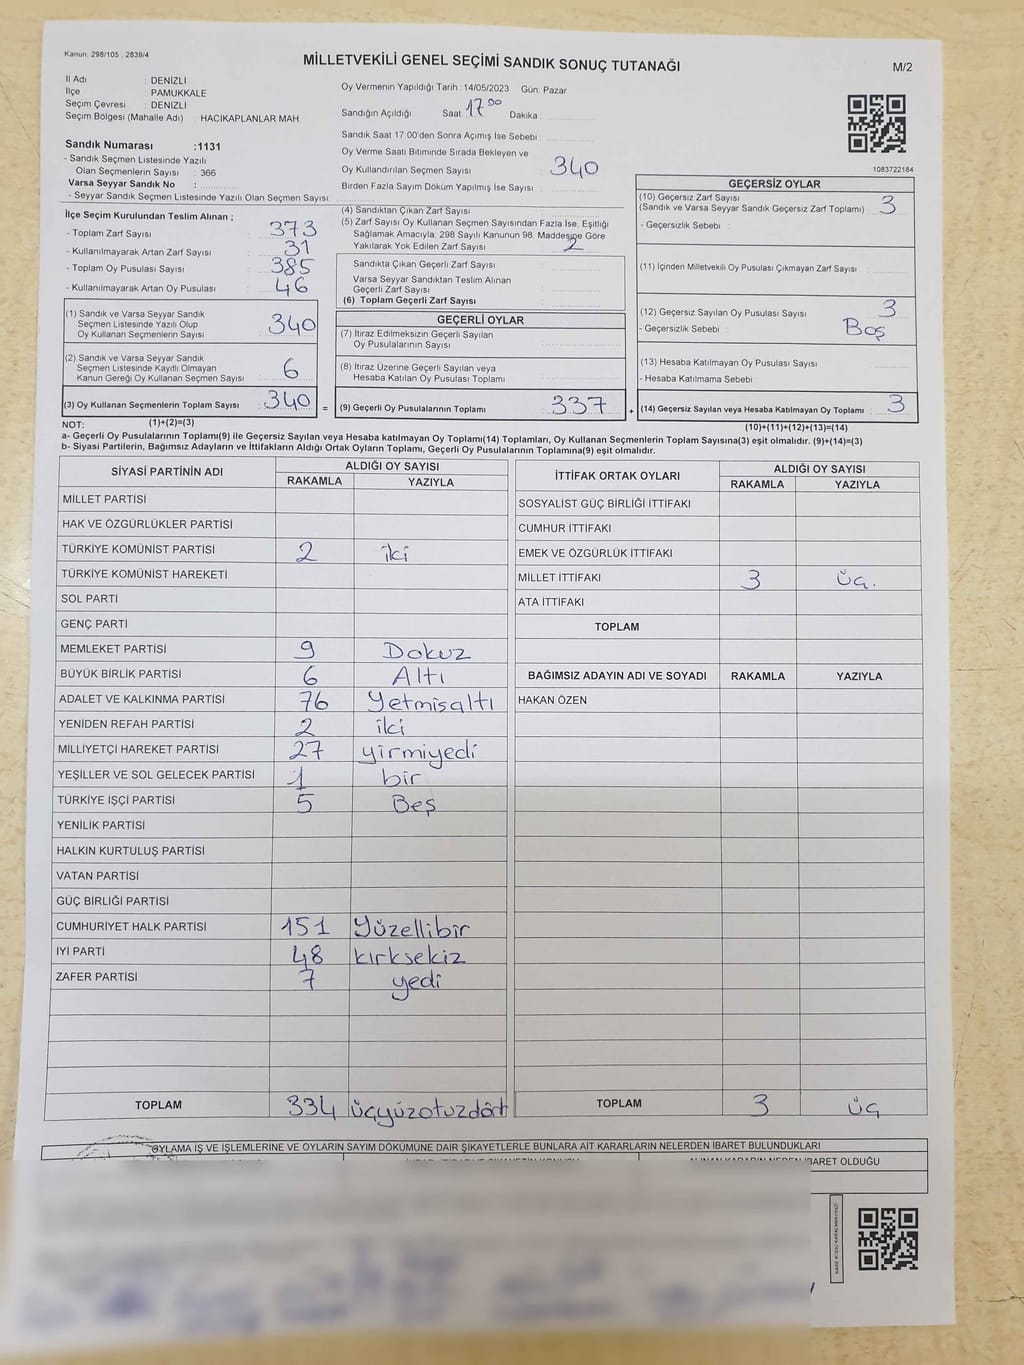 Kanun: 298/105 , 2839/4
MİLLETVEKİLİ GENEL SEÇİMİ SANDIK SONUÇ TUTANAĞI
M/2
İl Adı : DENİZLİ
İlçe : PAMUKKALE
Seçim Çevresi : DENİZLİ
Seçim Bölgesi (Mahalle Adı) : HACIKAPLANLAR MAH.
Sandık Numarası :1131
- Sandık Seçmen Listesinde Yazılı
Olan Seçmenlerin Sayısı : 366
Varsa Seyyar Sandık No :
- Seyyar Sandık Seçmen Listesinde Yazılı Olan Seçmen Sayısı:
Oy Vermenin Yapıldığı Tarih :14/05/2023 Gün: Pazar
Sandığın Açıldığı Saat: 17 00 Dakika :
Sandık Saat 17:00'den Sonra Açımış İse Sebebi :
Oy Verme Saati Bitiminde Sırada Bekleyen ve
Oy Kullandırılan Seçmen Sayısı : 340
Birden Fazla Sayım Döküm Yapılmış İse Sayısı :
1083722184
İlçe Seçim Kurulundan Teslim Alınan ;
- Toplam Zarf Sayısı : 373
- Kullanılmayarak Artan Zarf Sayısı : 31
- Toplam Oy Pusulası Sayısı : 385
- Kullanılmayarak Artan Oy Pusulası : 46
(1) Sandık ve Varsa Seyyar Sandık
Seçmen Listesinde Yazılı Olup
Oy Kullanan Seçmenlerin Sayısı : 340
(2) Sandık ve Varsa Seyyar Sandık
Seçmen Listesinde Kayıtlı Olmayan
Kanun Gereği Oy Kullanan Seçmen Sayısı : 6
(3) Oy Kullanan Seçmenlerin Toplam Sayısı : 340 =
(1)+(2)=(3)
(4) Sandıktan Çıkan Zarf Sayısı :
(5) Zarf Sayısı Oy Kullanan Seçmen Sayısından Fazla İse, Eşitliği
Sağlamak Amacıyla, 298 Sayılı Kanunun 98. Maddesine Göre
Yakılarak Yok Edilen Zarf Sayısı : 2
Sandıkta Çıkan Geçerli Zarf Sayısı :
Varsa Seyyar Sandıktan Teslim Alınan
Geçerli Zarf Sayısı :
(6) Toplam Geçerli Zarf Sayısı :
GEÇERLİ OYLAR
(7) İtiraz Edilmeksizin Geçerli Sayılan
Oy Pusulalarının Sayısı :
(8) İtiraz Üzerine Geçerli Sayılan veya
Hesaba Katılan Oy Pusulası Toplamı :
(9) Geçerli Oy Pusulalarının Toplamı : 337 +
GEÇERSİZ OYLAR
(10) Geçersiz Zarf Sayısı
(Sandık ve Varsa Seyyar Sandık Geçersiz Zarf Toplamı) : 3
- Geçersizlik Sebebi :
(11) İçinden Milletvekili Oy Pusulası Çıkmayan Zarf Sayısı :
(12) Geçersiz Sayılan Oy Pusulası Sayısı : 3
- Geçersizlik Sebebi : Boş
(13) Hesaba Katılmayan Oy Pusulası Sayısı :
- Hesaba Katılmama Sebebi :
(14) Geçersiz Sayılan veya Hesaba Katılmayan Oy Toplamı : 3
(10)+(11)+(12)+(13)=(14)
NOT:
a- Geçerli Oy Pusulalarının Toplamı(9) ile Geçersiz Sayılan veya Hesaba katılmayan Oy Toplamı(14) Toplamları, Oy Kullanan Seçmenlerin Toplam Sayısına(3) eşit olmalıdır. (9)+(14)=(3)
b- Siyasi Partilerin, Bağımsız Adayların ve İttifakların Aldığı Ortak Oyların Toplamı, Geçerli Oy Pusulalarının Toplamına(9) eşit olmalıdır.
SİYASİ PARTİNİN ADI
ALDIĞI OY SAYISI
RAKAMLA YAZIYLA
MİLLET PARTİSİ
HAK VE ÖZGÜRLÜKLER PARTİSİ
TÜRKİYE KOMÜNİST PARTİSİ 2 iki
TÜRKİYE KOMÜNİST HAREKETİ
SOL PARTİ
GENÇ PARTİ
MEMLEKET PARTİSİ 9 Dokuz
BÜYÜK BİRLİK PARTİSİ 6 Altı
ADALET VE KALKINMA PARTİSİ 76 Yetmişaltı
YENİDEN REFAH PARTİSİ 2 iki
MİLLİYETÇİ HAREKET PARTİSİ 27 yirmiyedi
YEŞİLLER VE SOL GELECEK PARTİSİ 1 bir
TÜRKİYE İŞÇİ PARTİSİ 5 Beş
YENİLİK PARTİSİ
HALKIN KURTULUŞ PARTİSİ
VATAN PARTİSİ
GÜÇ BİRLİĞİ PARTİSİ
CUMHURİYET HALK PARTİSİ 151 Yüzellibir
İYİ PARTİ 48 kırksekiz
ZAFER PARTİSİ 7 yedi
TOPLAM 334 üçyüzotuzdört
İTTİFAK ORTAK OYLARI
ALDIĞI OY SAYISI
RAKAMLA YAZIYLA
SOSYALİST GÜÇ BİRLİĞİ İTTİFAKI
CUMHUR İTTİFAKI
EMEK VE ÖZGÜRLÜK İTTİFAKI
MİLLET İTTİFAKI 3 üç.
ATA İTTİFAKI
TOPLAM
BAĞIMSIZ ADAYIN ADI VE SOYADI RAKAMLA YAZIYLA
HAKAN ÖZEN
TOPLAM 3 üç
OYLAMA İŞ VE İŞLEMLERİNE VE OYLARIN SAYIM DÖKÜMÜNE DAİR ŞİKAYETLERLE BUNLARA AİT KARARLARIN NELERDEN İBARET BULUNDUKLARI
İBARET OLDUĞU